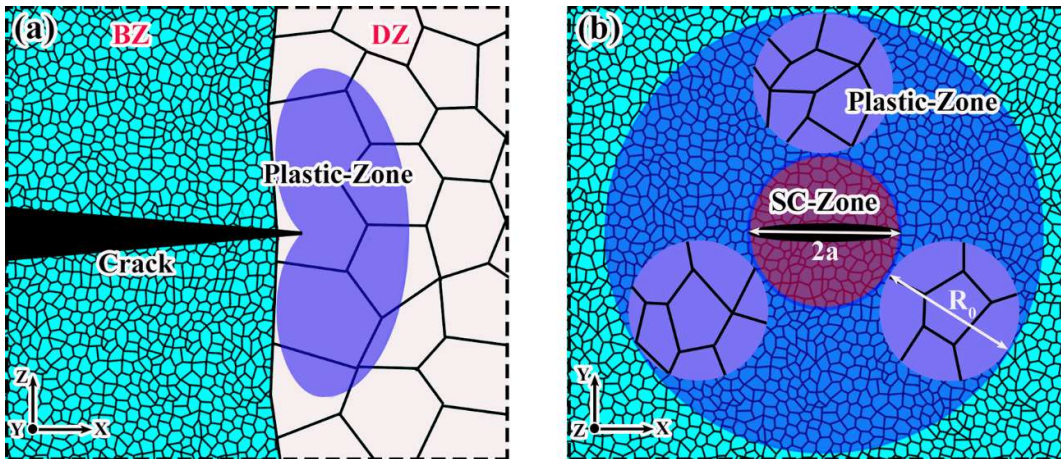 (a)
BZ
DZ
Plastic-Zone
Crack
Z
Y
X
(b)
Plastic-Zone
SC-Zone
2a
R₀
Y
Z
X